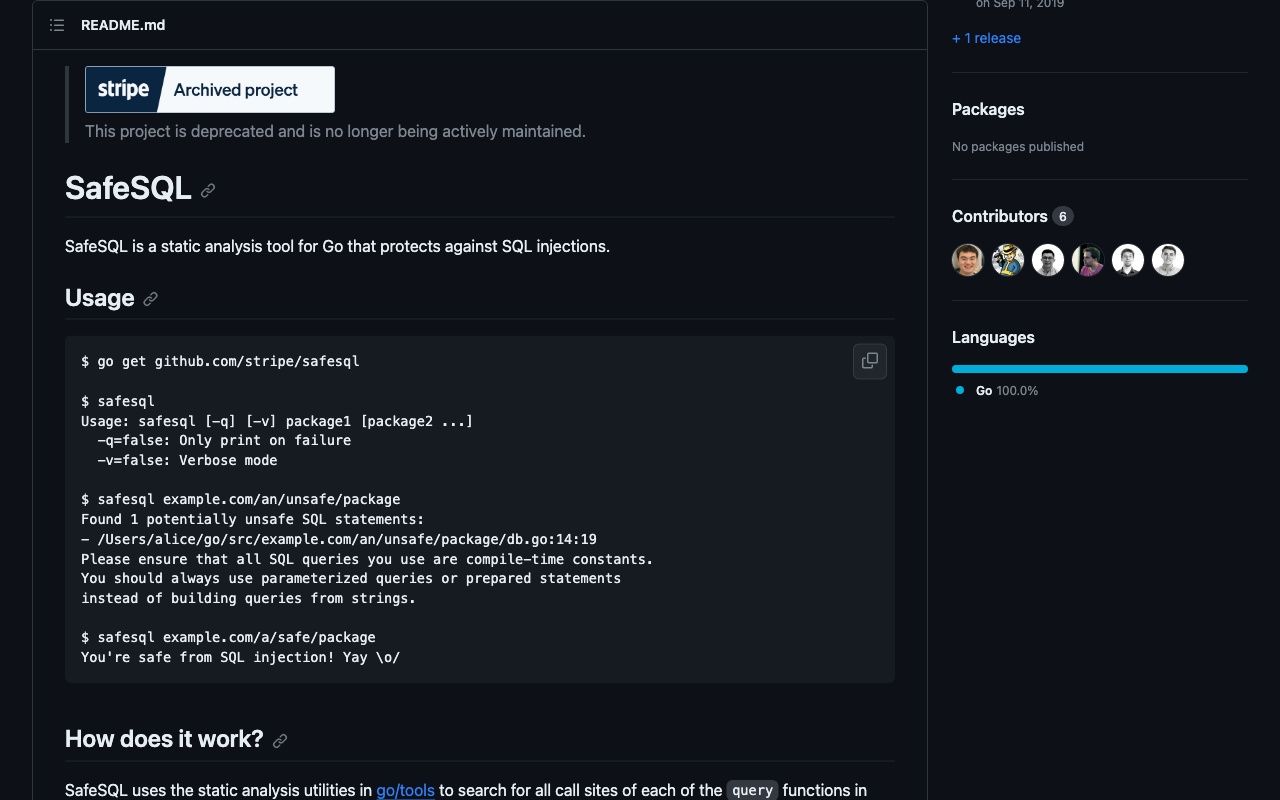 README.md
stripe Archived project
This project is deprecated and is no longer being actively maintained.
SafeSQL
SafeSQL is a static analysis tool for Go that protects against SQL injections.
Usage
$ go get github.com/stripe/safesql
$ safesql
Usage: safesql [-q] [-v] package1 [package2 ...]
-q=false: Only print on failure
-v=false: Verbose mode
$ safesql example.com/an/unsafe/package
Found 1 potentially unsafe SQL statements:
- /Users/alice/go/src/example.com/an/unsafe/package/db.go:14:19
Please ensure that all SQL queries you use are compile-time constants.
You should always use parameterized queries or prepared statements
instead of building queries from strings.
$ safesql example.com/a/safe/package
You're safe from SQL injection! Yay \o/
How does it work?
SafeSQL uses the static analysis utilities in go/tools to search for all call sites of each of the query functions in
on Sep 11, 2019
+ 1 release
Packages
No packages published
Contributors 6
Languages
Go 100.0%